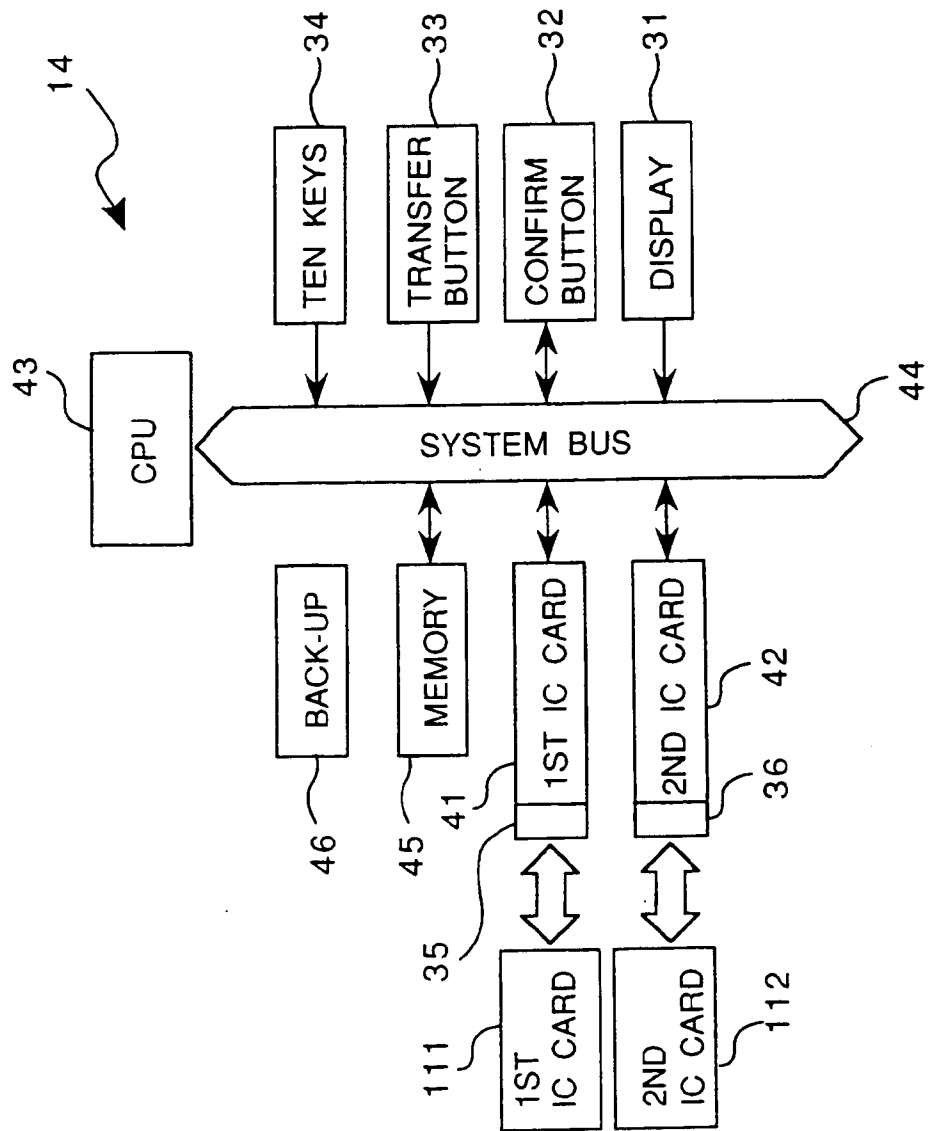 14
43
CPU
46
BACK-UP
TEN KEYS
34
45
MEMORY
TRANSFER
BUTTON
33
111
35
41
1ST
IC CARD
1ST IC CARD
SYSTEM BUS
CONFIRM
BUTTON
32
2ND
IC CARD
2ND IC CARD
DISPLAY
31
112
36
42
44